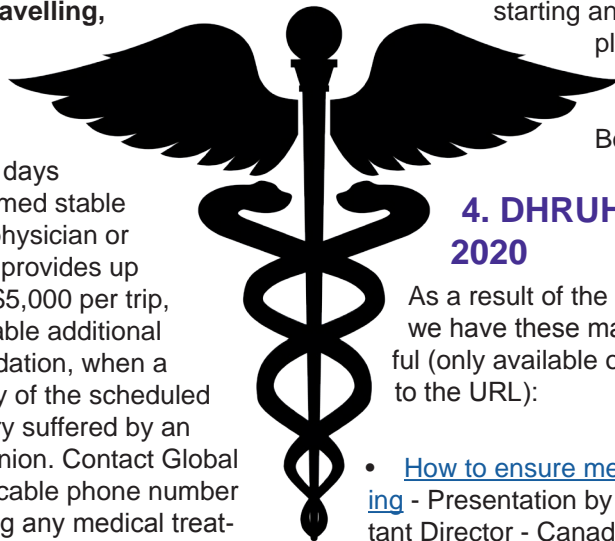 avelling,
days
med stable
hysician or
provides up
$5,000 per trip,
able additional
dation, when a
y of the scheduled
ry suffered by an
nion. Contact Global
cable phone number
g any medical treat-
starting an
pl
Be
4. DHRUH
2020
As a result of the
we have these ma
ful (only available o
to the URL):
• How to ensure me
ing - Presentation by
tant Director - Canad